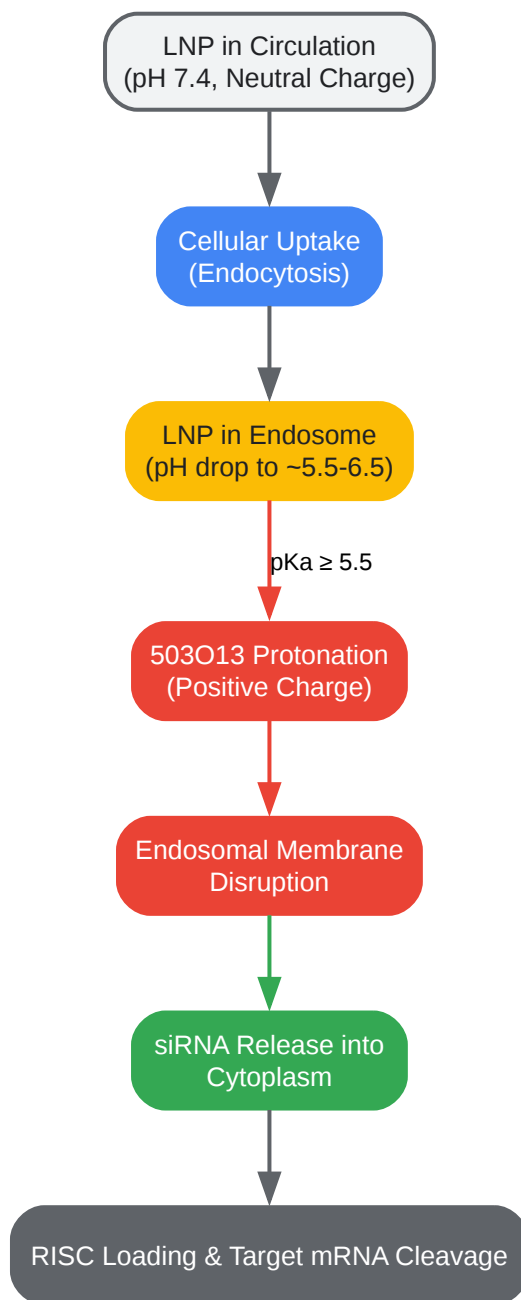 LNP in Circulation
(pH 7.4, Neutral Charge)
Cellular Uptake
(Endocytosis)
LNP in Endosome
(pH drop to ~5.5-6.5)
pKa ≥ 5.5
503O13 Protonation
(Positive Charge)
Endosomal Membrane
Disruption
siRNA Release into
Cytoplasm
RISC Loading & Target mRNA Cleavage